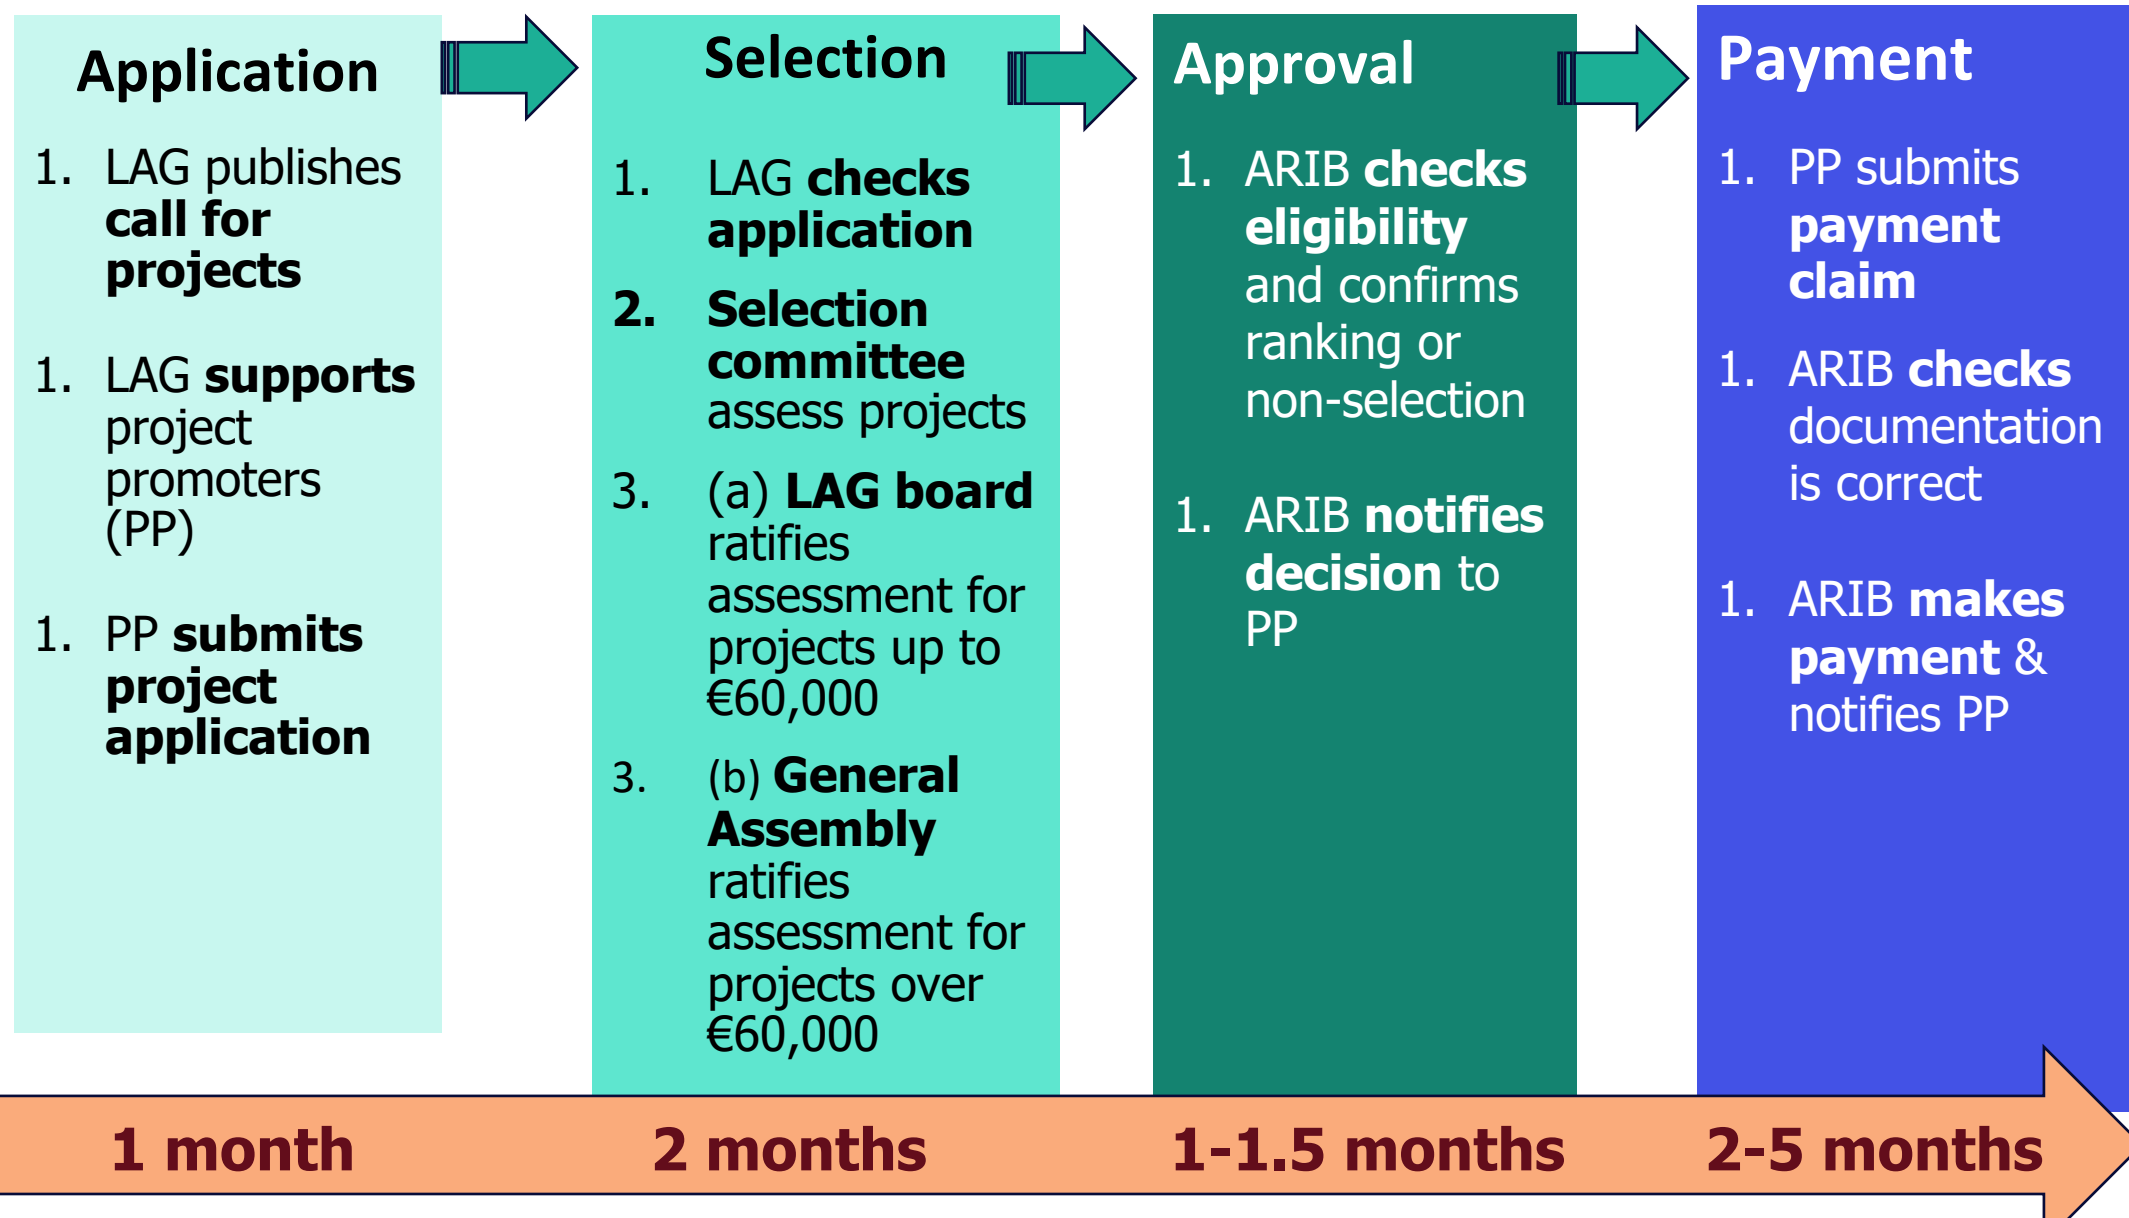 Application
1. LAG publishes
call for
projects
1. LAG supports
project
promoters
(PP)
1. PP submits
project
application
Selection
1. LAG checks
application
2. Selection
committee
assess projects
3. (a) LAG board
ratifies
assessment for
projects up to
€60,000
3. (b) General
Assembly
ratifies
assessment for
projects over
€60,000
Approval
1. ARIB checks
eligibility
and confirms
ranking or
non-selection
1. ARIB notifies
decision to
PP
Payment
1. PP submits
payment
claim
1. ARIB checks
documentation
is correct
1. ARIB makes
payment &
notifies PP
1 month
2 months
1-1.5 months
2-5 months